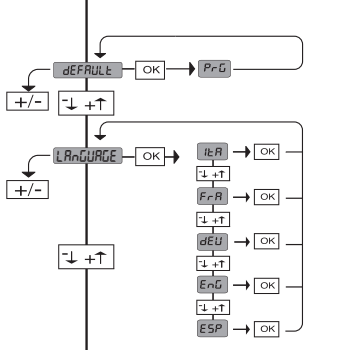 dEFAULt OK PrG
+/-
-↓ +↑
LAnGUAGE OK ItA OK
-↓ +↑
+/-
FrA OK
-↓ +↑
dEU OK
-↓ +↑
-↓ +↑
EnG OK
-↓ +↑
ESP OK